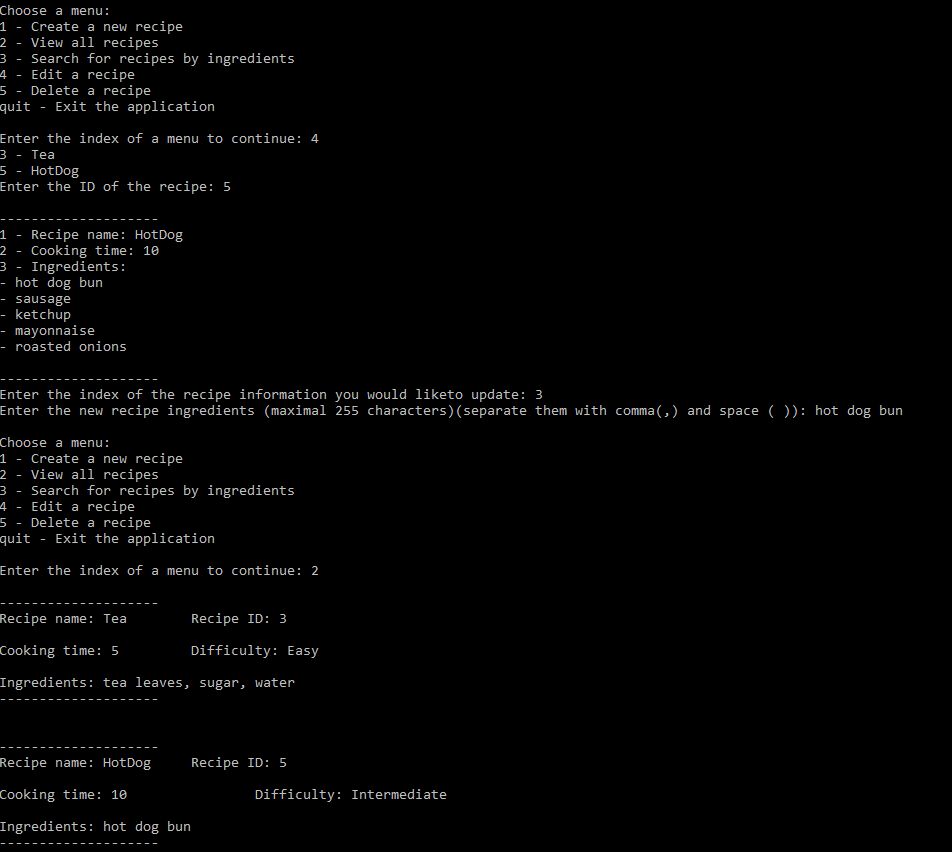 Choose a menu:
1 - Create a new recipe
2 - View all recipes
3 - Search for recipes by ingredients
4 - Edit a recipe
5 - Delete a recipe
quit - Exit the application
Enter the index of a menu to continue: 4
3 - Tea
5 - HotDog
Enter the ID of the recipe: 5
--------------------
1 - Recipe name: HotDog
2 - Cooking time: 10
3 - Ingredients:
- hot dog bun
- sausage
- ketchup
- mayonnaise
- roasted onions
--------------------
Enter the index of the recipe information you would liketo update: 3
Enter the new recipe ingredients (maximal 255 characters)(separate them with comma(,) and space ( )): hot dog bun
Choose a menu:
1 - Create a new recipe
2 - View all recipes
3 - Search for recipes by ingredients
4 - Edit a recipe
5 - Delete a recipe
quit - Exit the application
Enter the index of a menu to continue: 2
--------------------
Recipe name: Tea        Recipe ID: 3
Cooking time: 5         Difficulty: Easy
Ingredients: tea leaves, sugar, water
--------------------
--------------------
Recipe name: HotDog     Recipe ID: 5
Cooking time: 10                Difficulty: Intermediate
Ingredients: hot dog bun
--------------------